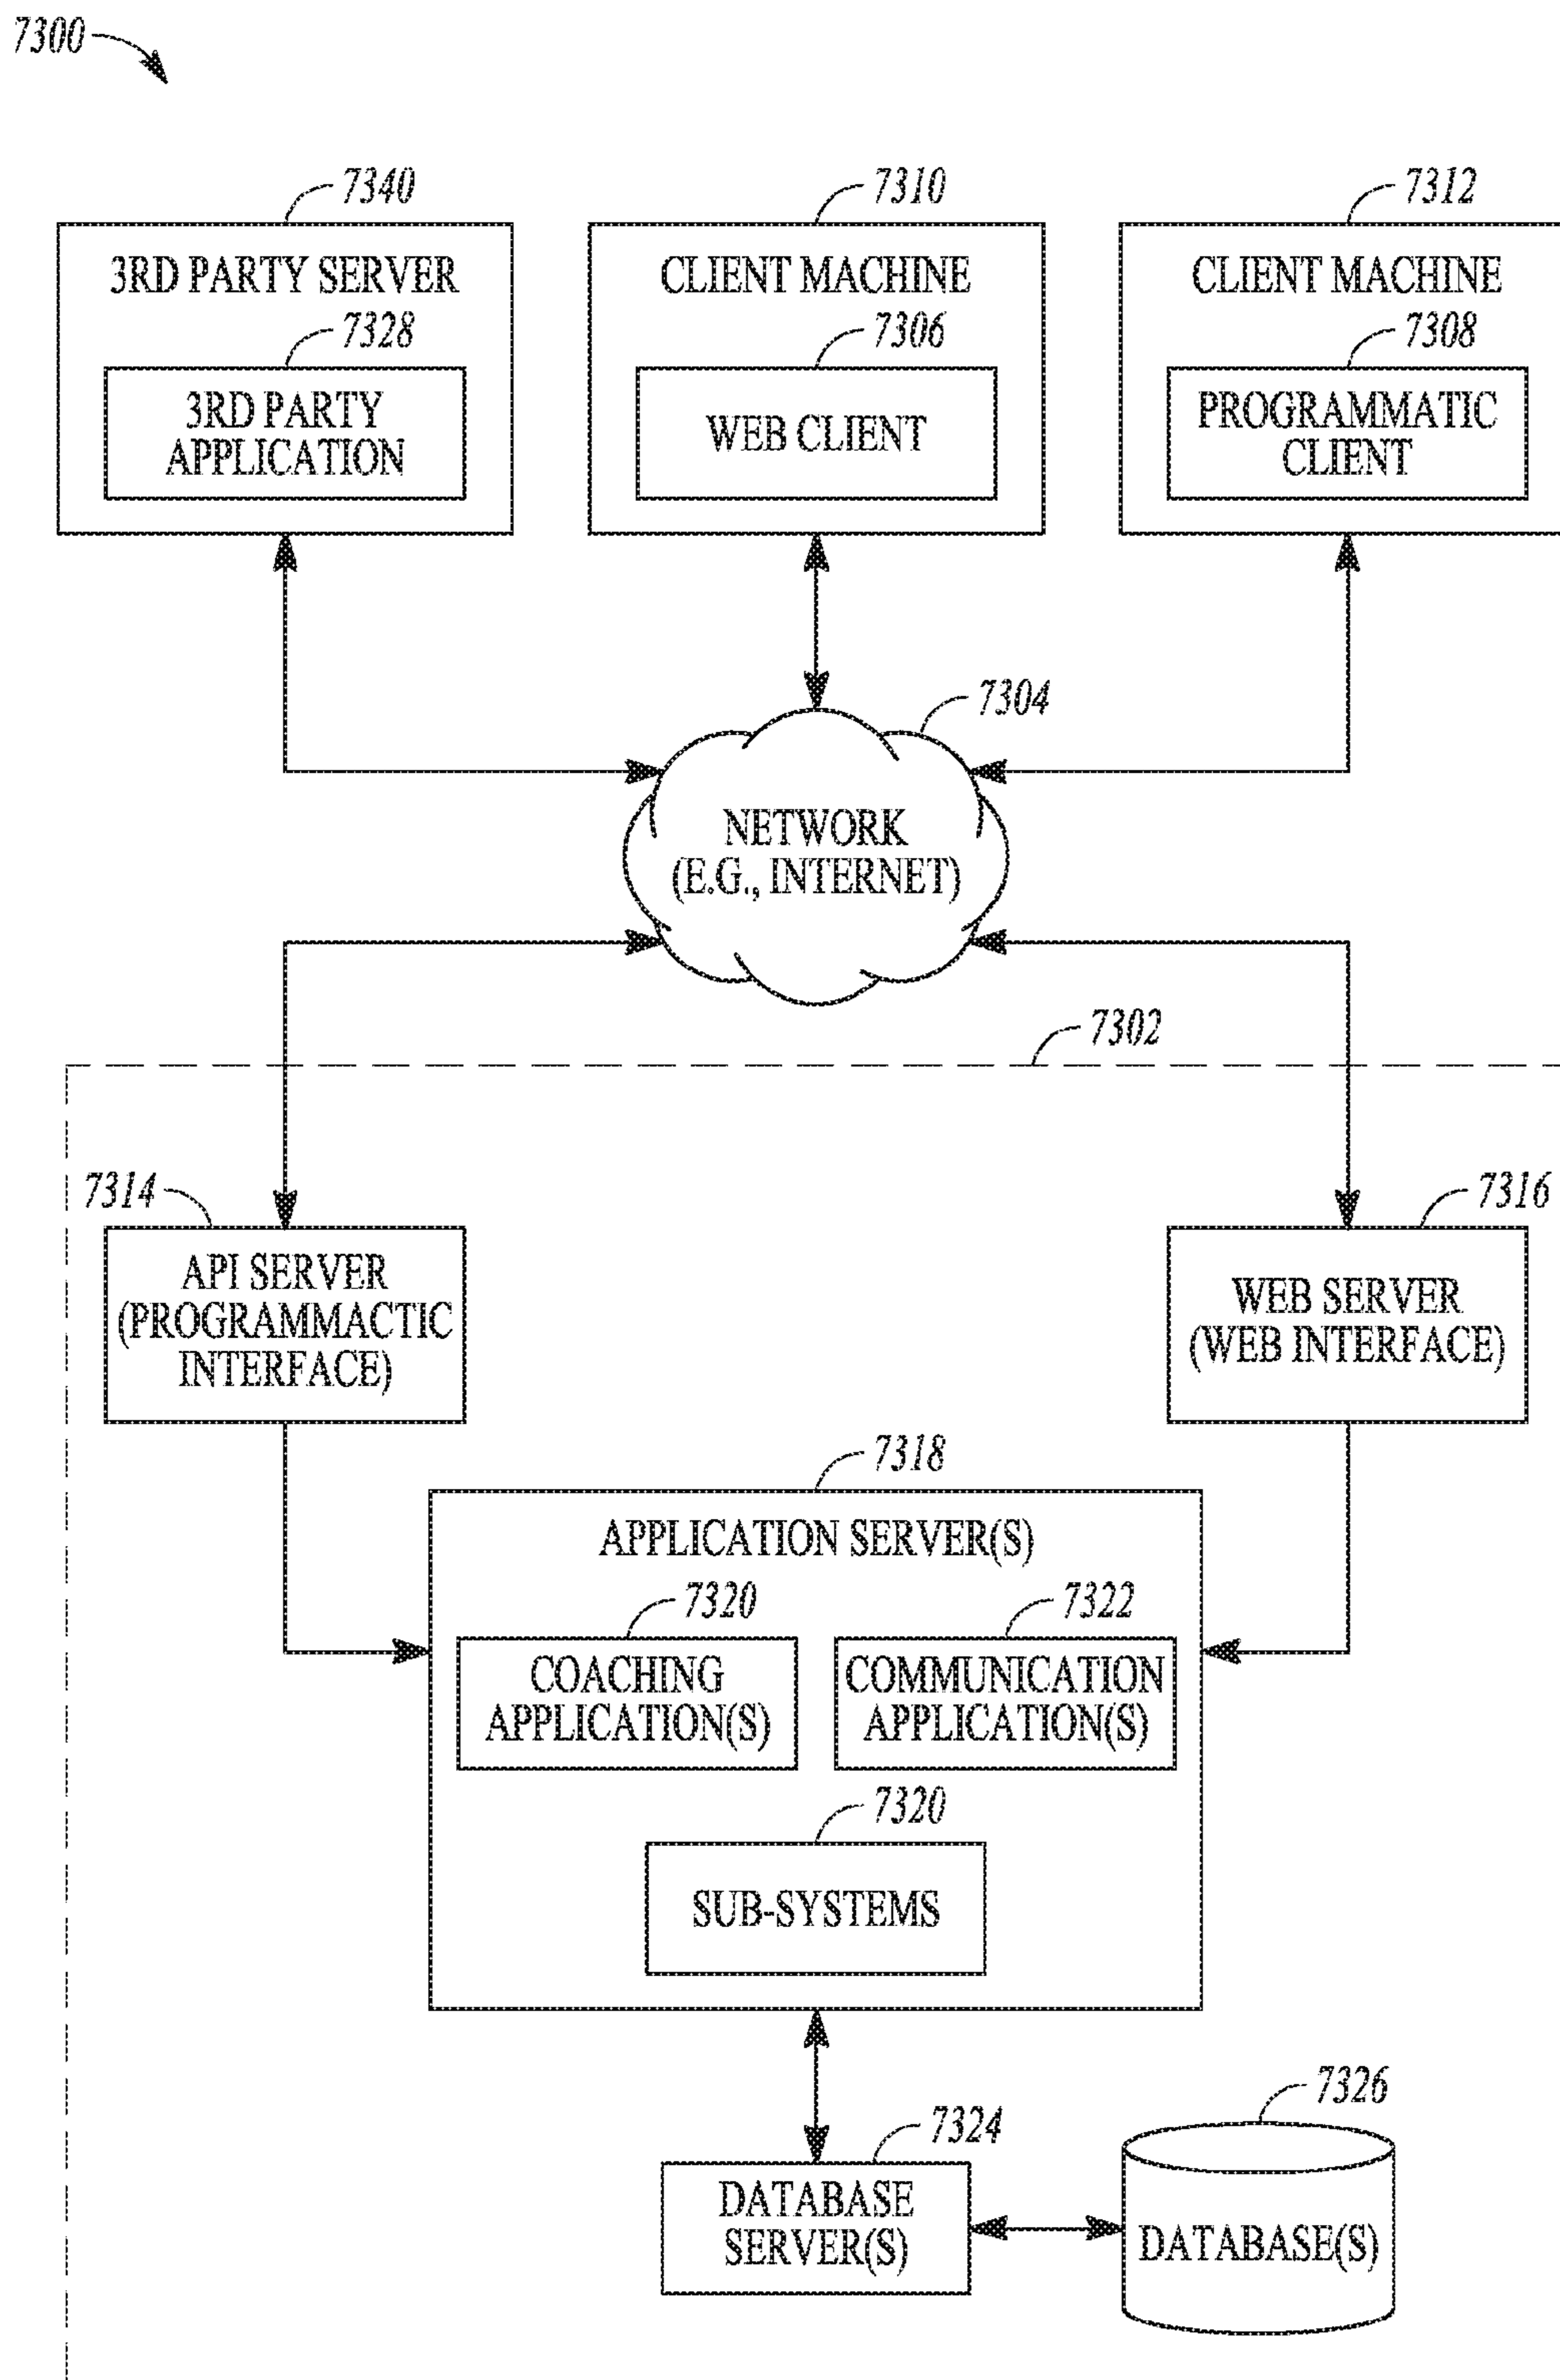 7300
7340
7310
7312
3RD PARTY SERVER
CLIENT MACHINE
CLIENT MACHINE
7328
7306
7308
3RD PARTY
APPLICATION
WEB CLIENT
PROGRAMMATIC
CLIENT
7304
NETWORK
(E.G., INTERNET)
7302
7314
7316
API SERVER
(PROGRAMMACTIC
INTERFACE)
WEB SERVER
(WEB INTERFACE)
7318
APPLICATION SERVER(S)
7320
7322
COACHING
APPLICATION(S)
COMMUNICATION
APPLICATION(S)
7320
SUB-SYSTEMS
7326
7324
DATABASE
SERVER(S)
DATABASE(S)